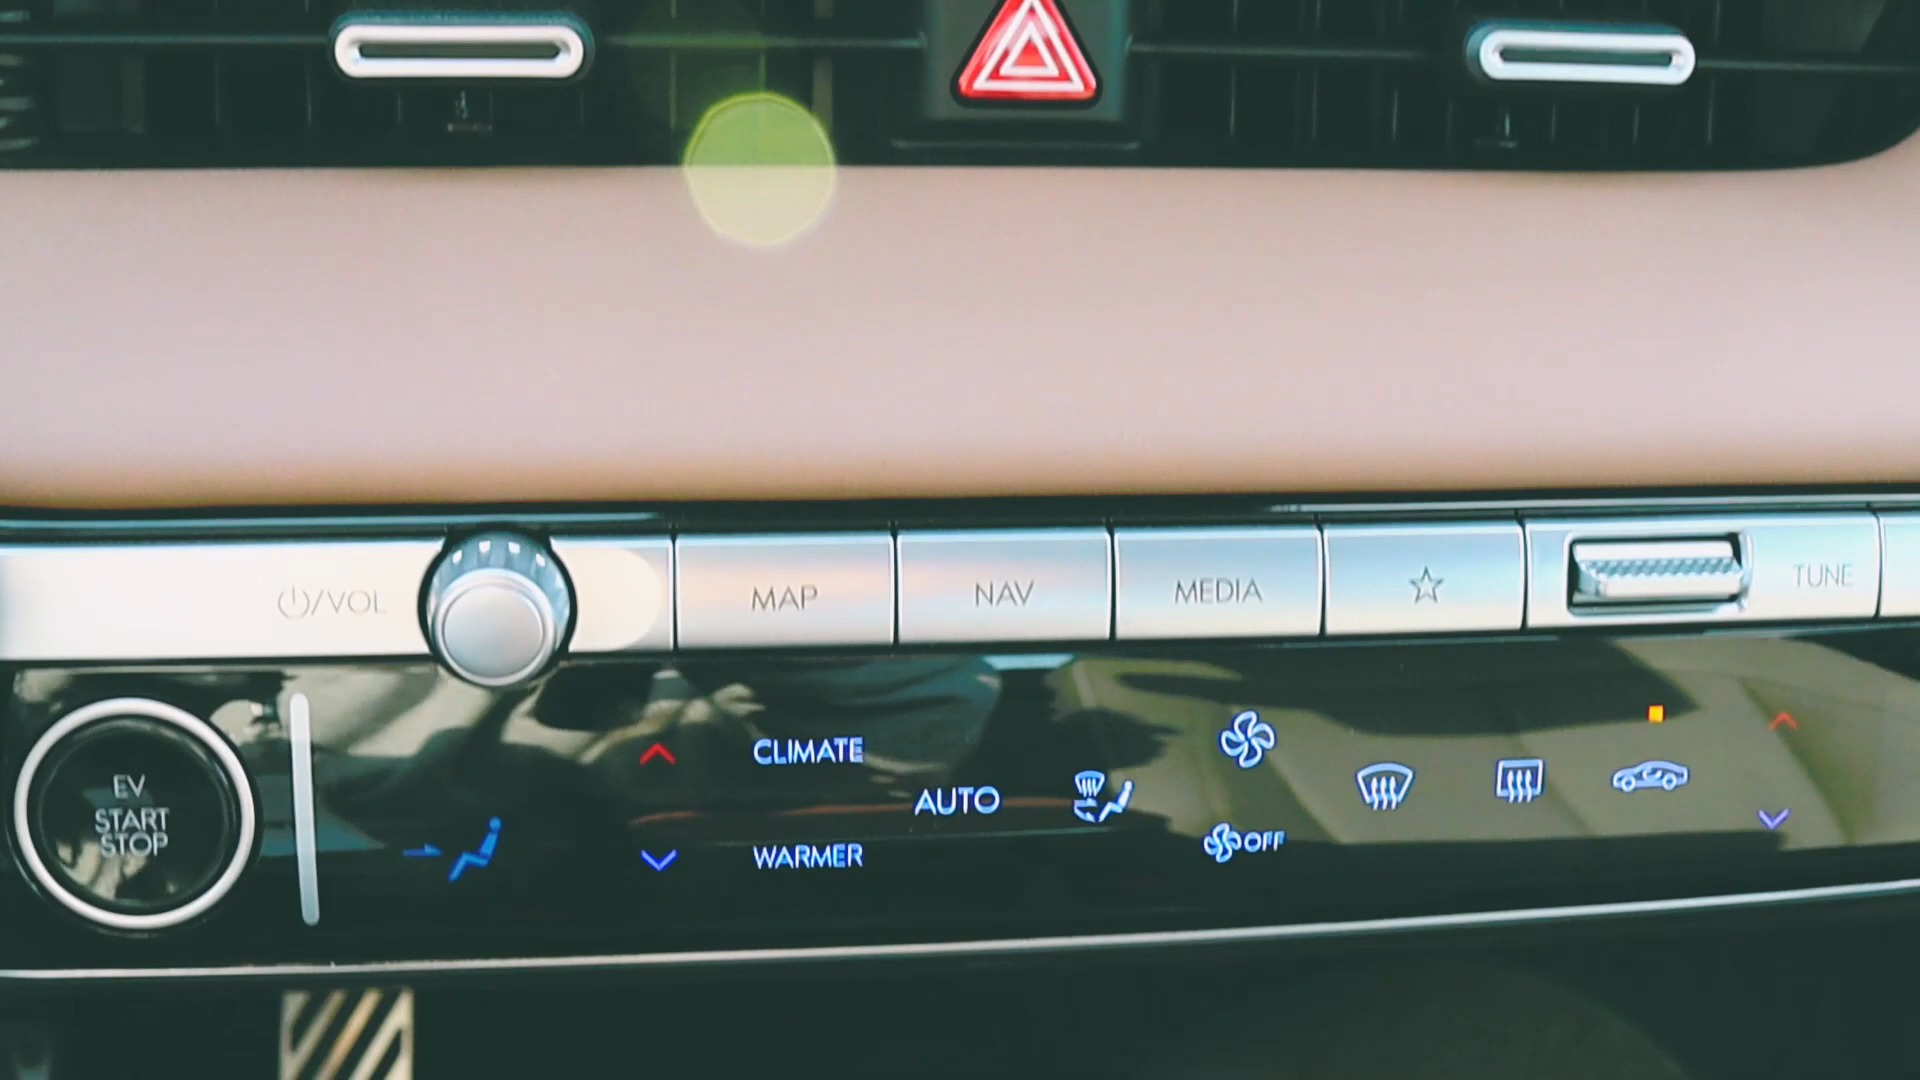 /VOL
MAP
NAV
MEDIA
TUNE
EV
START
STOP
CLIMATE
WARMER
AUTO
OFF